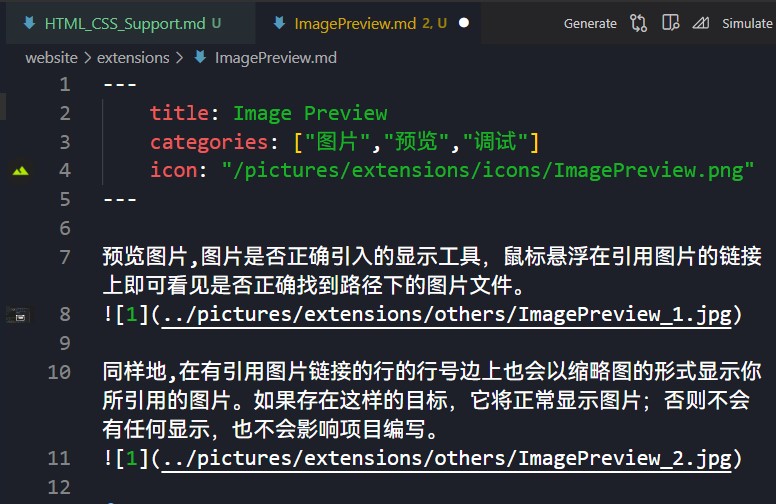 HTML_CSS_Support.md U
ImagePreview.md 2, U
Generate
Simulate
website > extensions > ImagePreview.md
1 ---
2 title: Image Preview
3 categories: ["图片","预览","调试"]
4 icon: "/pictures/extensions/icons/ImagePreview.png"
5 ---
6
7 预览图片,图片是否正确引入的显示工具，鼠标悬浮在引用图片的链接
上即可看见是否正确找到路径下的图片文件。
8 ![1](../pictures/extensions/others/ImagePreview_1.jpg)
9
10 同样地,在有引用图片链接的行的行号边上也会以缩略图的形式显示你
所引用的图片。如果存在这样的目标，它将正常显示图片；否则不会
有任何显示，也不会影响项目编写。
11 ![1](../pictures/extensions/others/ImagePreview_2.jpg)
12